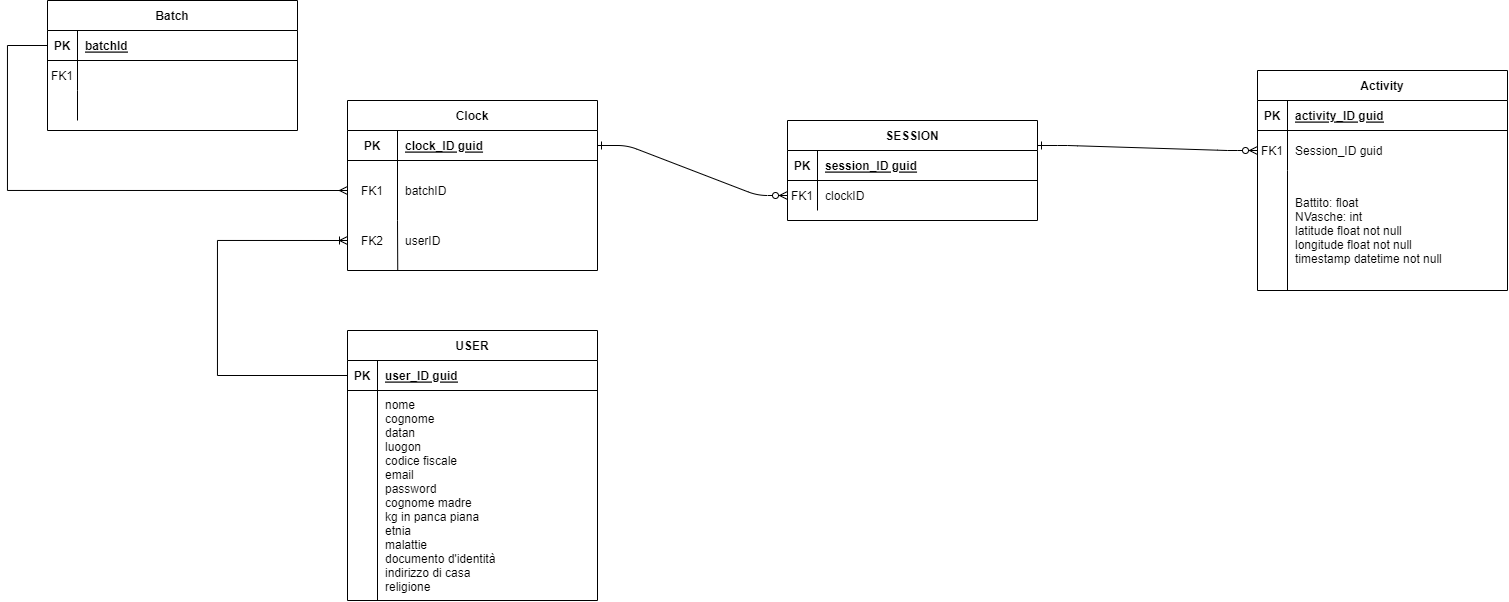 Batch
PK batchId
FK1
Clock
PK clock_ID guid
FK1 batchID
FK2 userID
USER
PK user_ID guid
nome
cognome
datan
luogon
codice fiscale
email
password
cognome madre
kg in panca piana
etnia
malattie
documento d'identità
indirizzo di casa
religione
SESSION
PK session_ID guid
FK1 clockID
Activity
PK activity_ID guid
FK1 Session_ID guid
Battito: float
NVasche: int
latitude float not null
longitude float not null
timestamp datetime not null